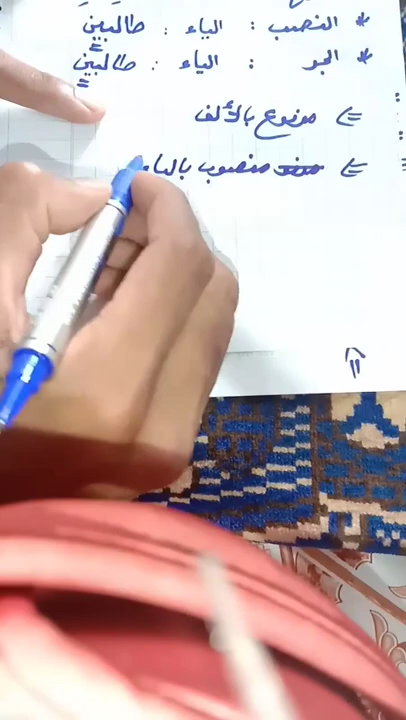 * النصب : الياء : طالبين
* الجر : الياء : طالبين
⇐ مرفوع بالألف
⇐ منصوب بالياء